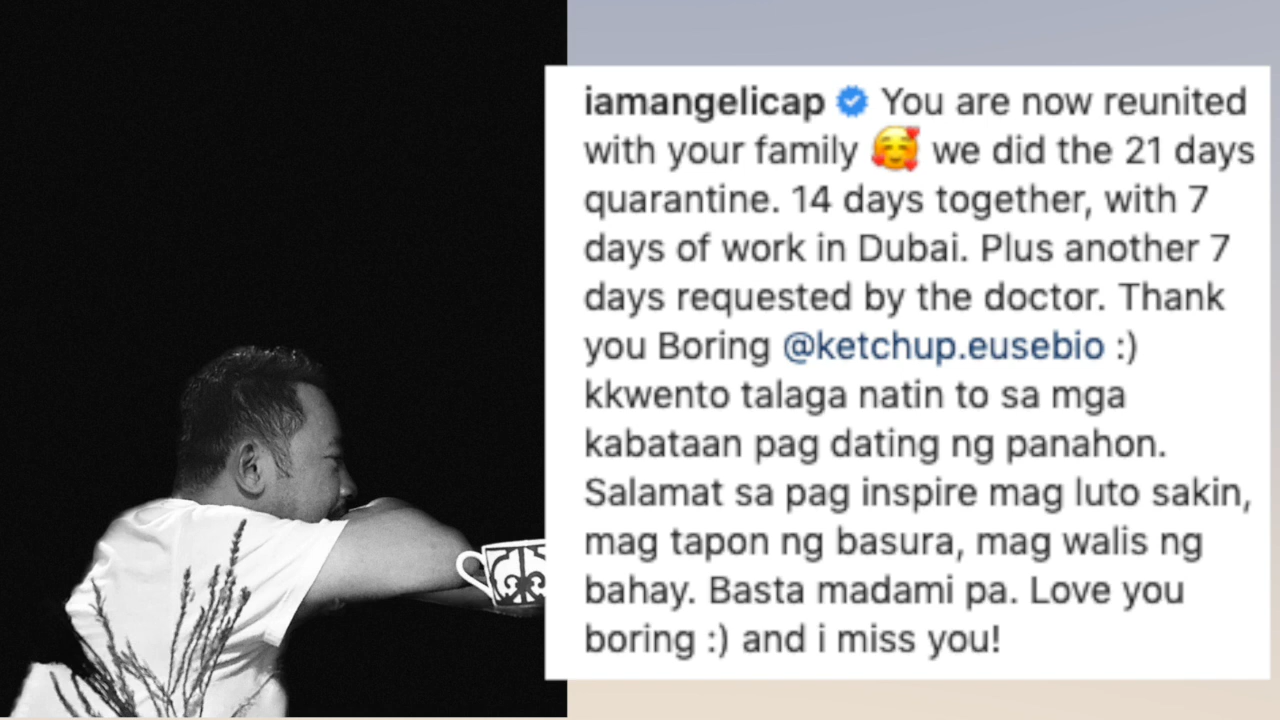 iamangelicap You are now reunited
with your family 🥰 we did the 21 days
quarantine. 14 days together, with 7
days of work in Dubai. Plus another 7
days requested by the doctor. Thank
you Boring @ketchup.eusebio :)
kkwento talaga natin to sa mga
kabataan pag dating ng panahon.
Salamat sa pag inspire mag luto sakin,
mag tapon ng basura, mag walis ng
bahay. Basta madami pa. Love you
boring :) and i miss you!